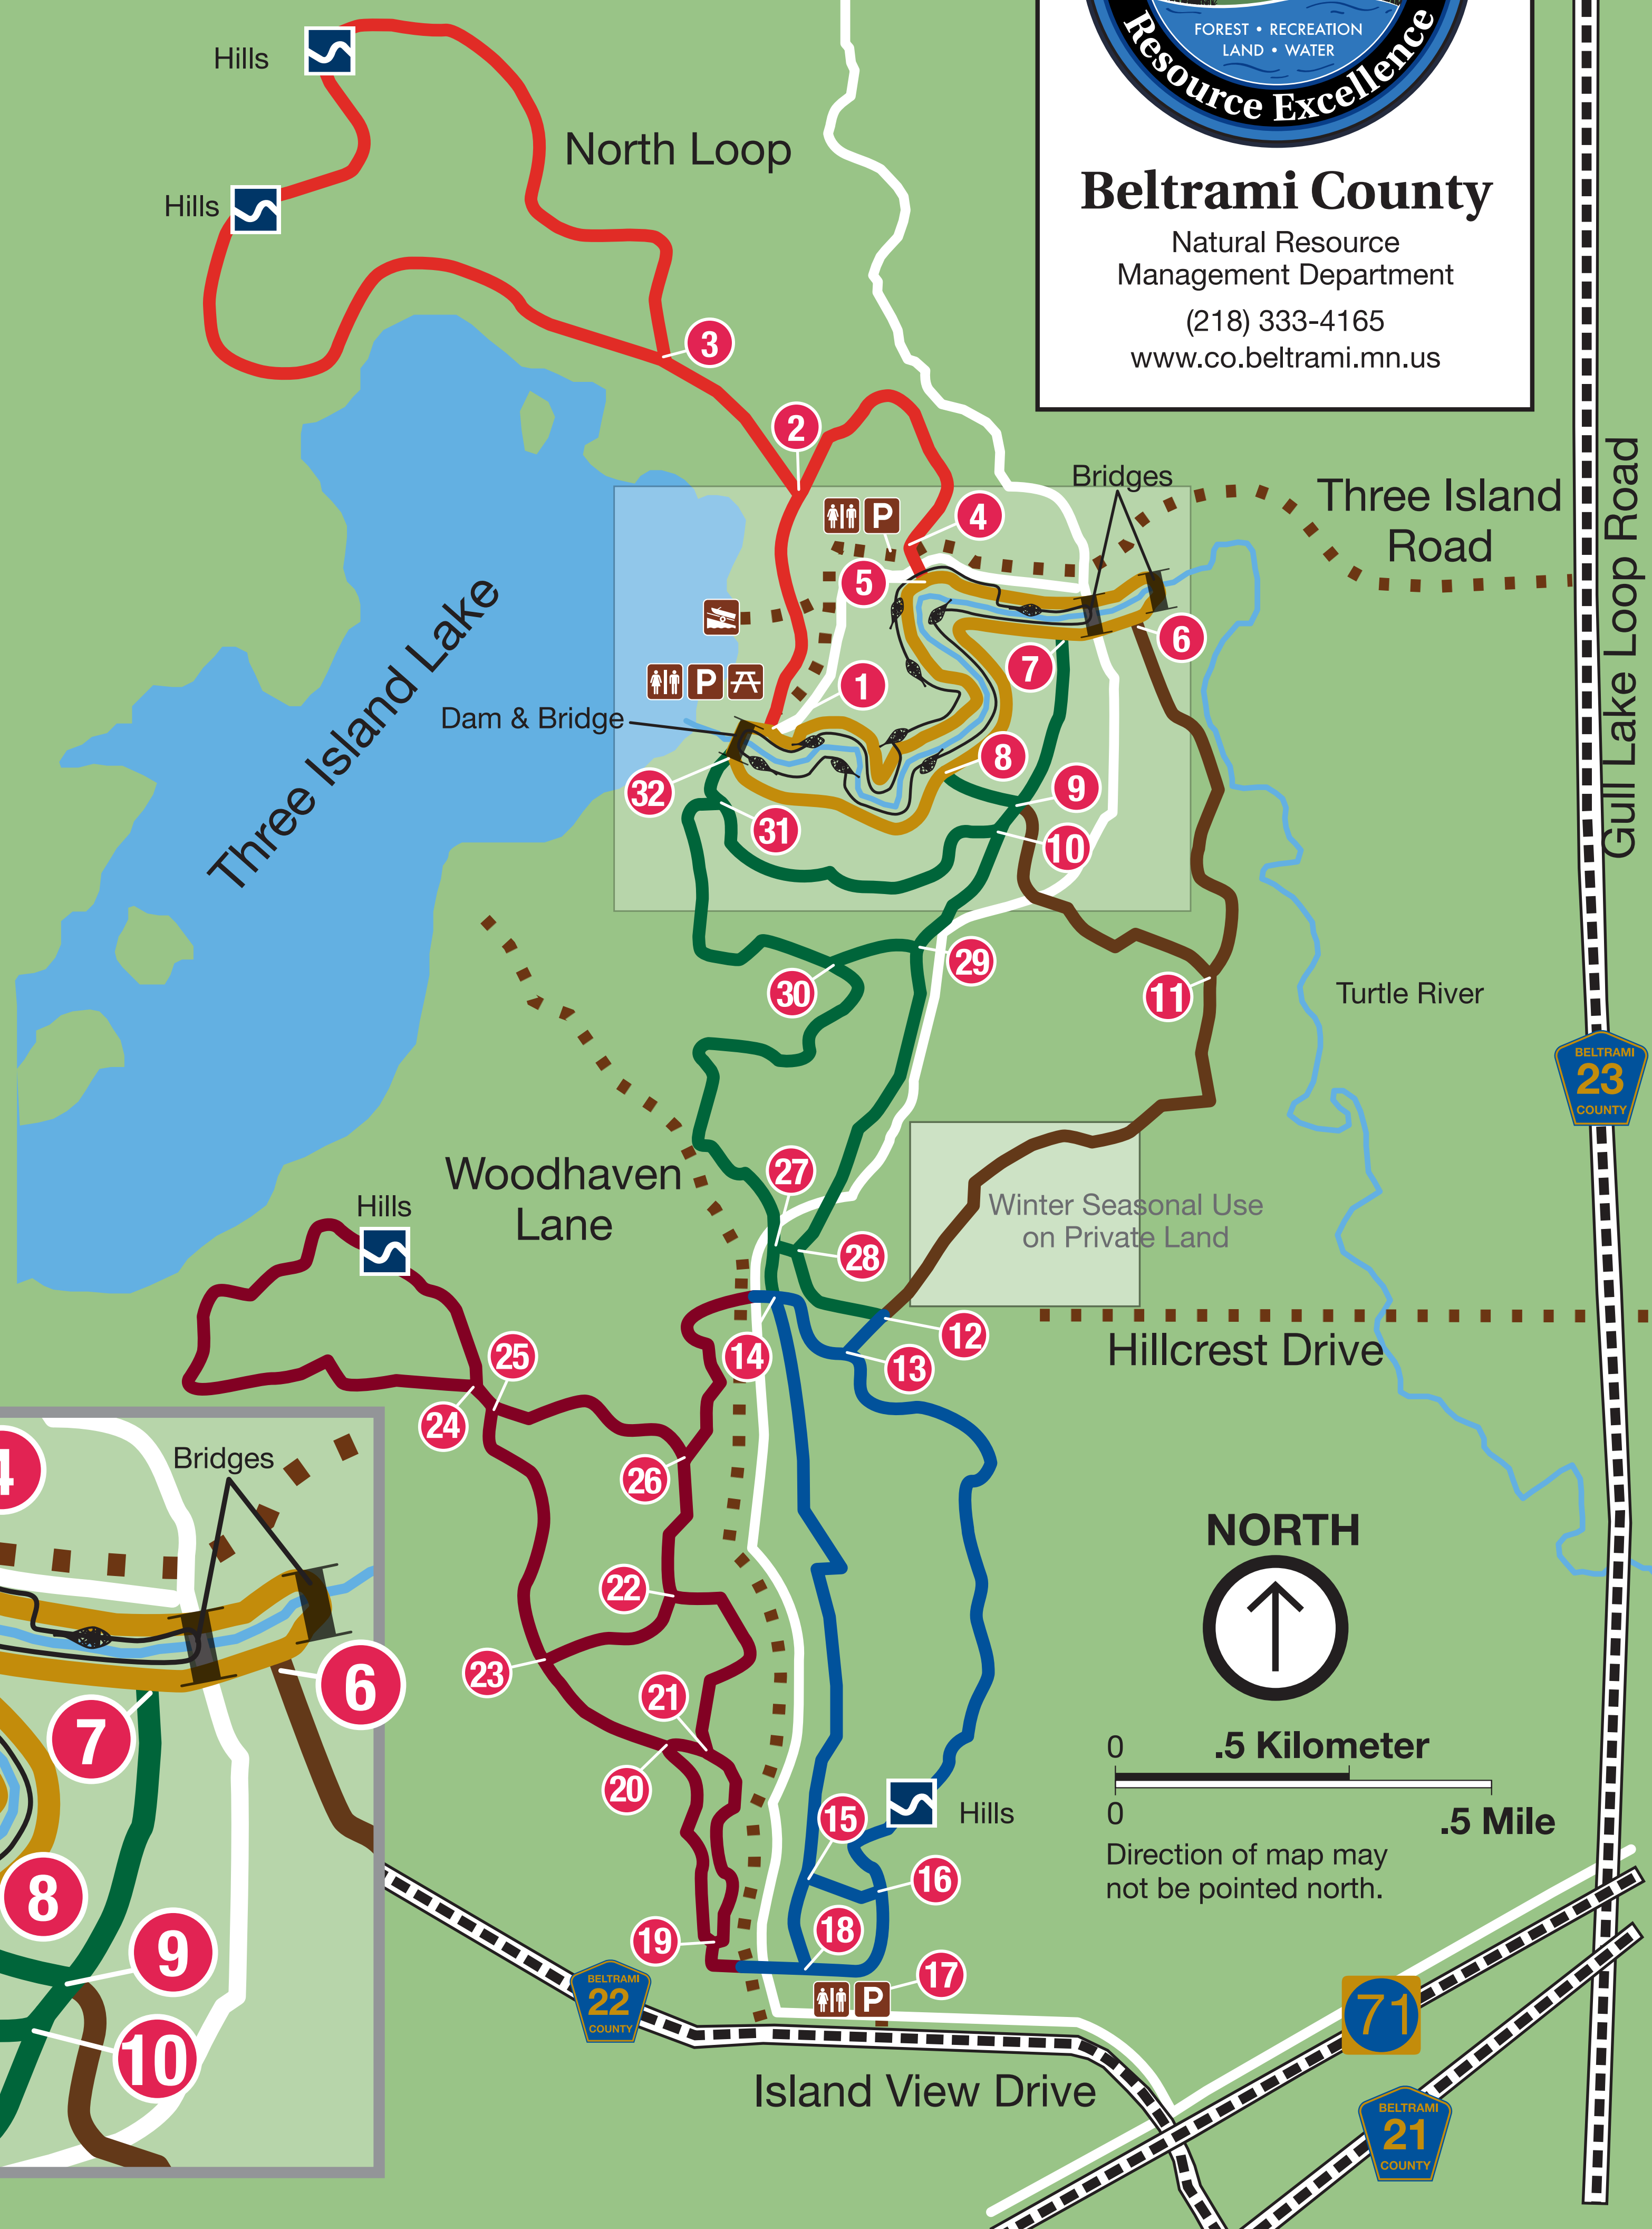 FOREST • RECREATION
LAND • WATER
Resource Excellence
Beltrami County
Natural Resource
Management Department
(218) 333-4165
www.co.beltrami.mn.us
Hills
North Loop
Hills
3
2
Bridges
Three Island
Road
Gull Lake Loop Road
P
4
5
6
7
P
1
Dam & Bridge
Three Island Lake
8
32
9
31
10
29
30
11
Turtle River
BELTRAMI
23
COUNTY
27
Woodhaven
Lane
Hills
Winter Seasonal Use
on Private Land
28
12
14
13
Hillcrest Drive
25
24
26
Bridges
4
NORTH
22
23
6
21
7
20
0
.5 Kilometer
0
.5 Mile
Direction of map may
not be pointed north.
Hills
15
16
8
18
19
9
17
P
BELTRAMI
22
COUNTY
71
10
Island View Drive
BELTRAMI
21
COUNTY